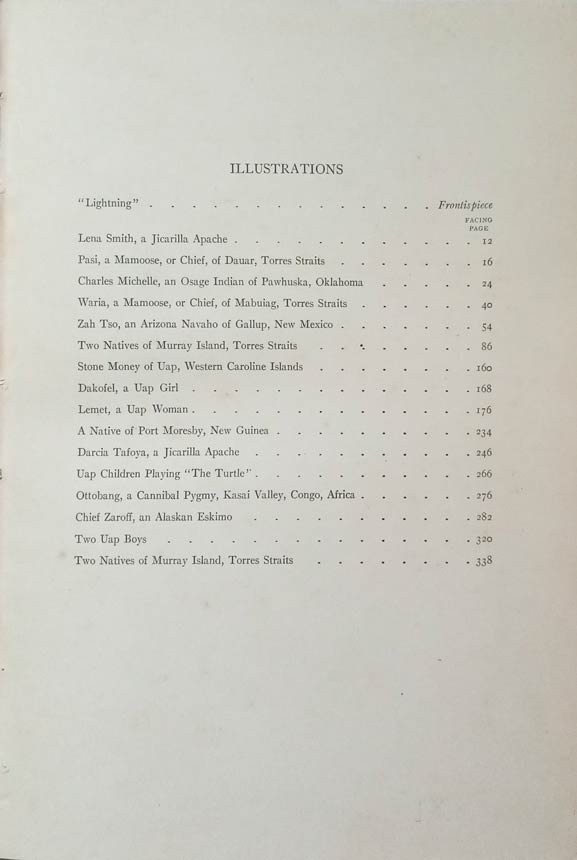 ILLUSTRATIONS
"Lightning" . . . . . . . . . . . . . . Frontispiece
FACING
PAGE
Lena Smith, a Jicarilla Apache . . . . . . . . . . . 12
Pasi, a Mamoose, or Chief, of Dauar, Torres Straits . . . . . . 16
Charles Michelle, an Osage Indian of Pawhuska, Oklahoma . . . . . 24
Waria, a Mamoose, or Chief, of Mabuiag, Torres Straits . . . . . . 40
Zah Tso, an Arizona Navaho of Gallup, New Mexico . . . . . . . 54
Two Natives of Murray Island, Torres Straits . . . . . . . . 86
Stone Money of Uap, Western Caroline Islands . . . . . . . . 160
Dakofel, a Uap Girl . . . . . . . . . . . . . 168
Lemet, a Uap Woman . . . . . . . . . . . . . 176
A Native of Port Moresby, New Guinea . . . . . . . . . . 234
Darcia Tafoya, a Jicarilla Apache . . . . . . . . . . 246
Uap Children Playing "The Turtle" . . . . . . . . . . 266
Ottobang, a Cannibal Pygmy, Kasai Valley, Congo, Africa . . . . . . 276
Chief Zaroff, an Alaskan Eskimo . . . . . . . . . . 282
Two Uap Boys . . . . . . . . . . . . . . 320
Two Natives of Murray Island, Torres Straits . . . . . . . . 338